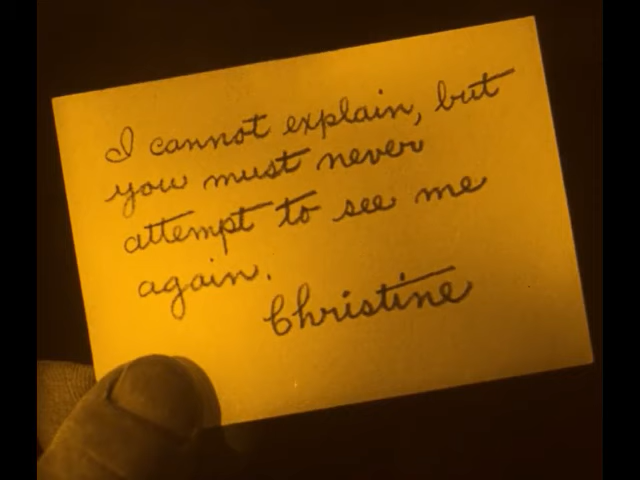 I cannot explain, but
you must never
attempt to see me
again.
Christine